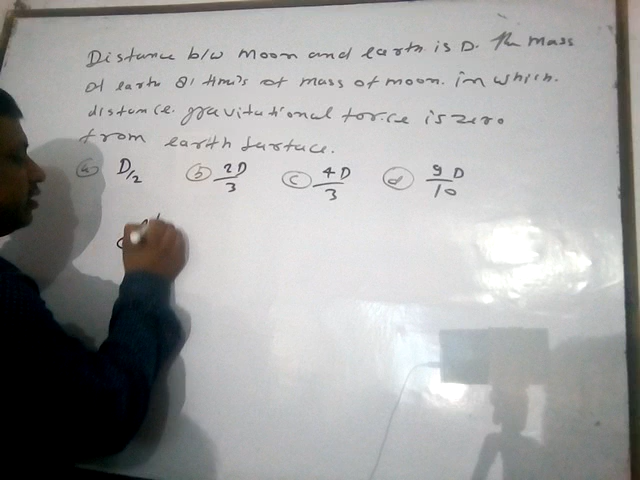 Distance b/w Moon and earth is D. The mass
of earth 81 times of mass of moon. in which.
distance. gravitational force is zero
from earth surface.
(a) D/2 (b) 2D/3 (c) 4D/3 (d) 9D/10